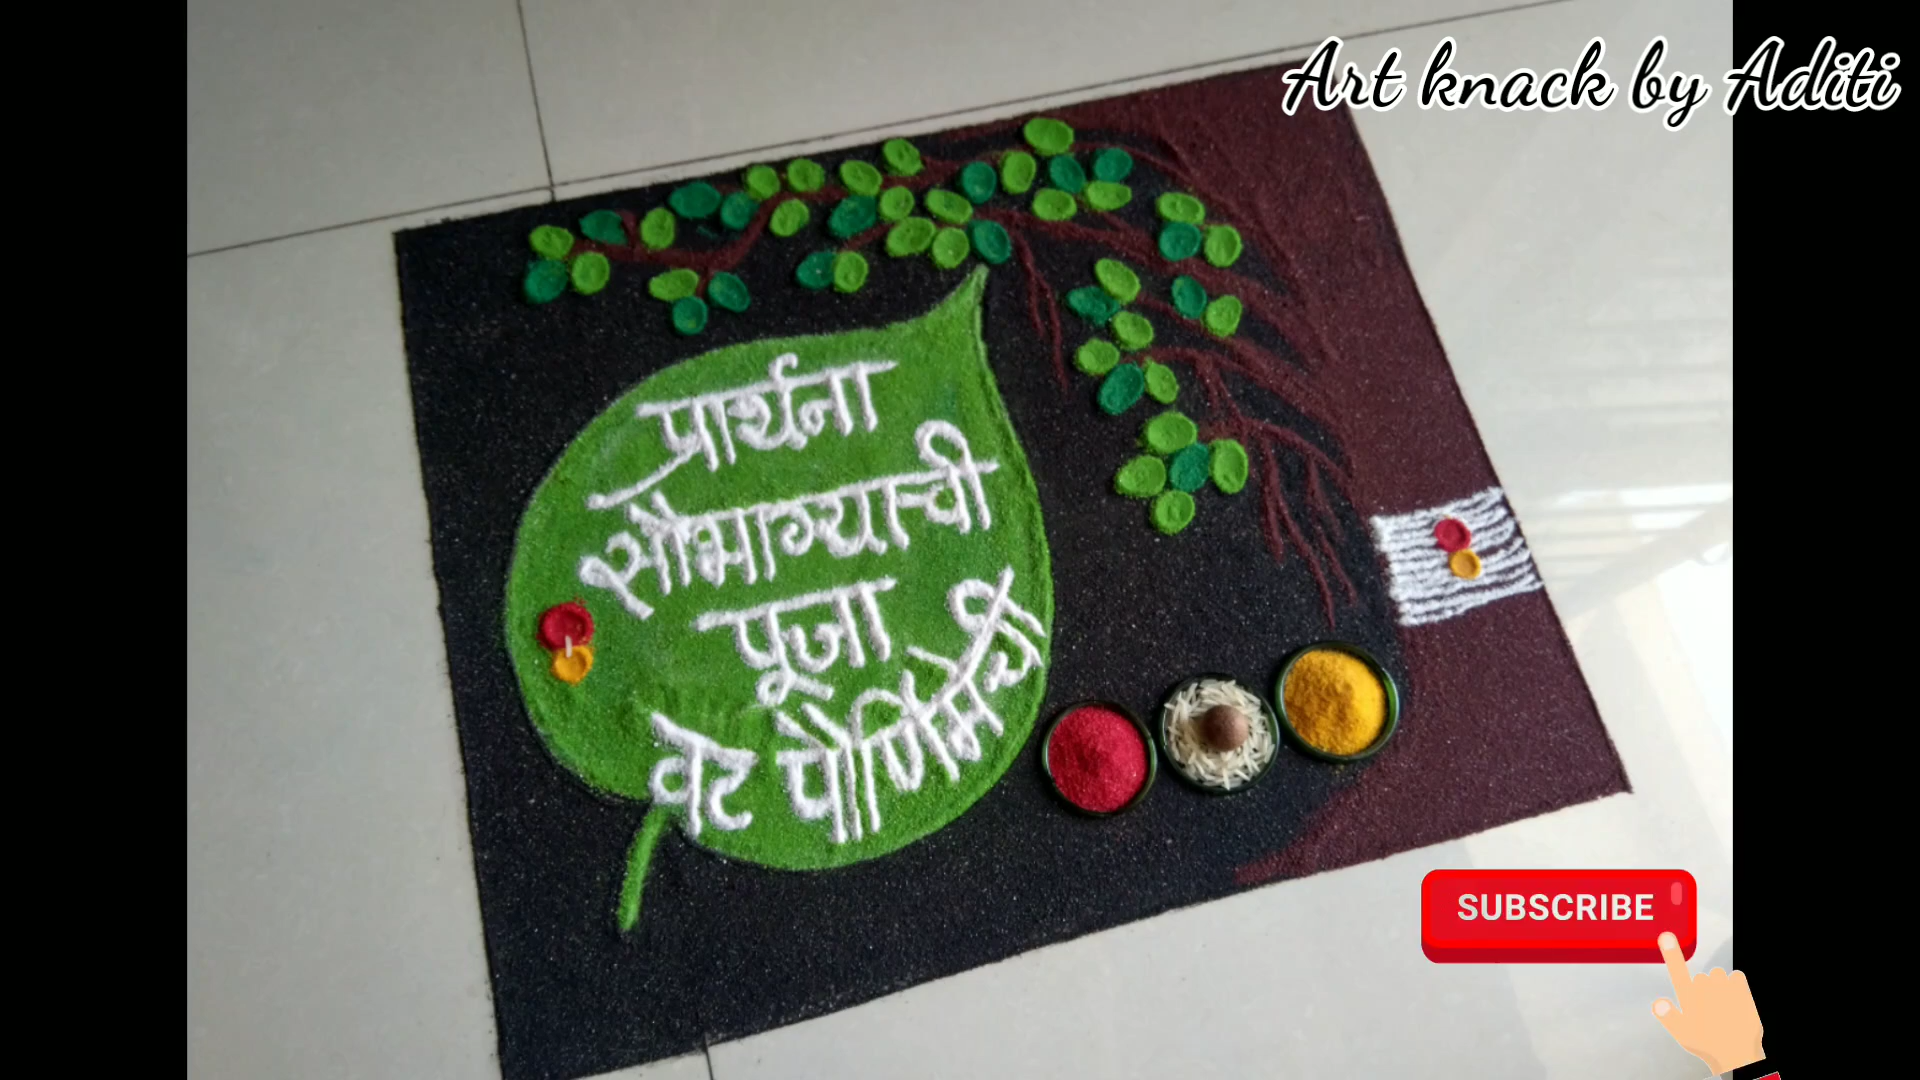 Art knack by Aditi
प्रार्थना
सौभाग्याची
पूजा
वट पौर्णिमेची
SUBSCRIBE